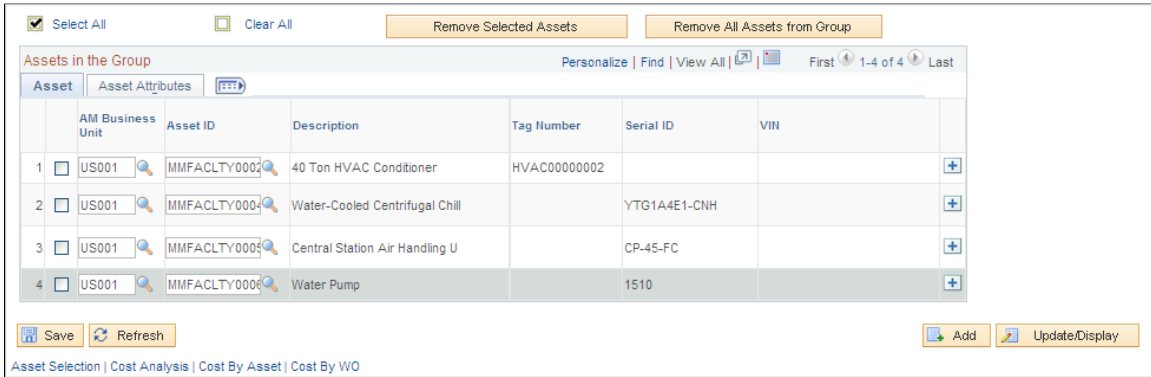 Select All Clear All Remove Selected Assets Remove All Assets from Group
Assets in the Group Personalize | Find | View All | | First 1-4 of 4 Last
Asset Asset Attributes
AM Business Unit Asset ID Description Tag Number Serial ID VIN
1 US001 MMFACLTY0002 40 Ton HVAC Conditioner HVAC00000002
2 US001 MMFACLTY0004 Water-Cooled Centrifugal Chill YTG1A4E1-CNH
3 US001 MMFACLTY0005 Central Station Air Handling U CP-45-FC
4 US001 MMFACLTY0006 Water Pump 1510
Save Refresh Add Update/Display
Asset Selection | Cost Analysis | Cost By Asset | Cost By WO